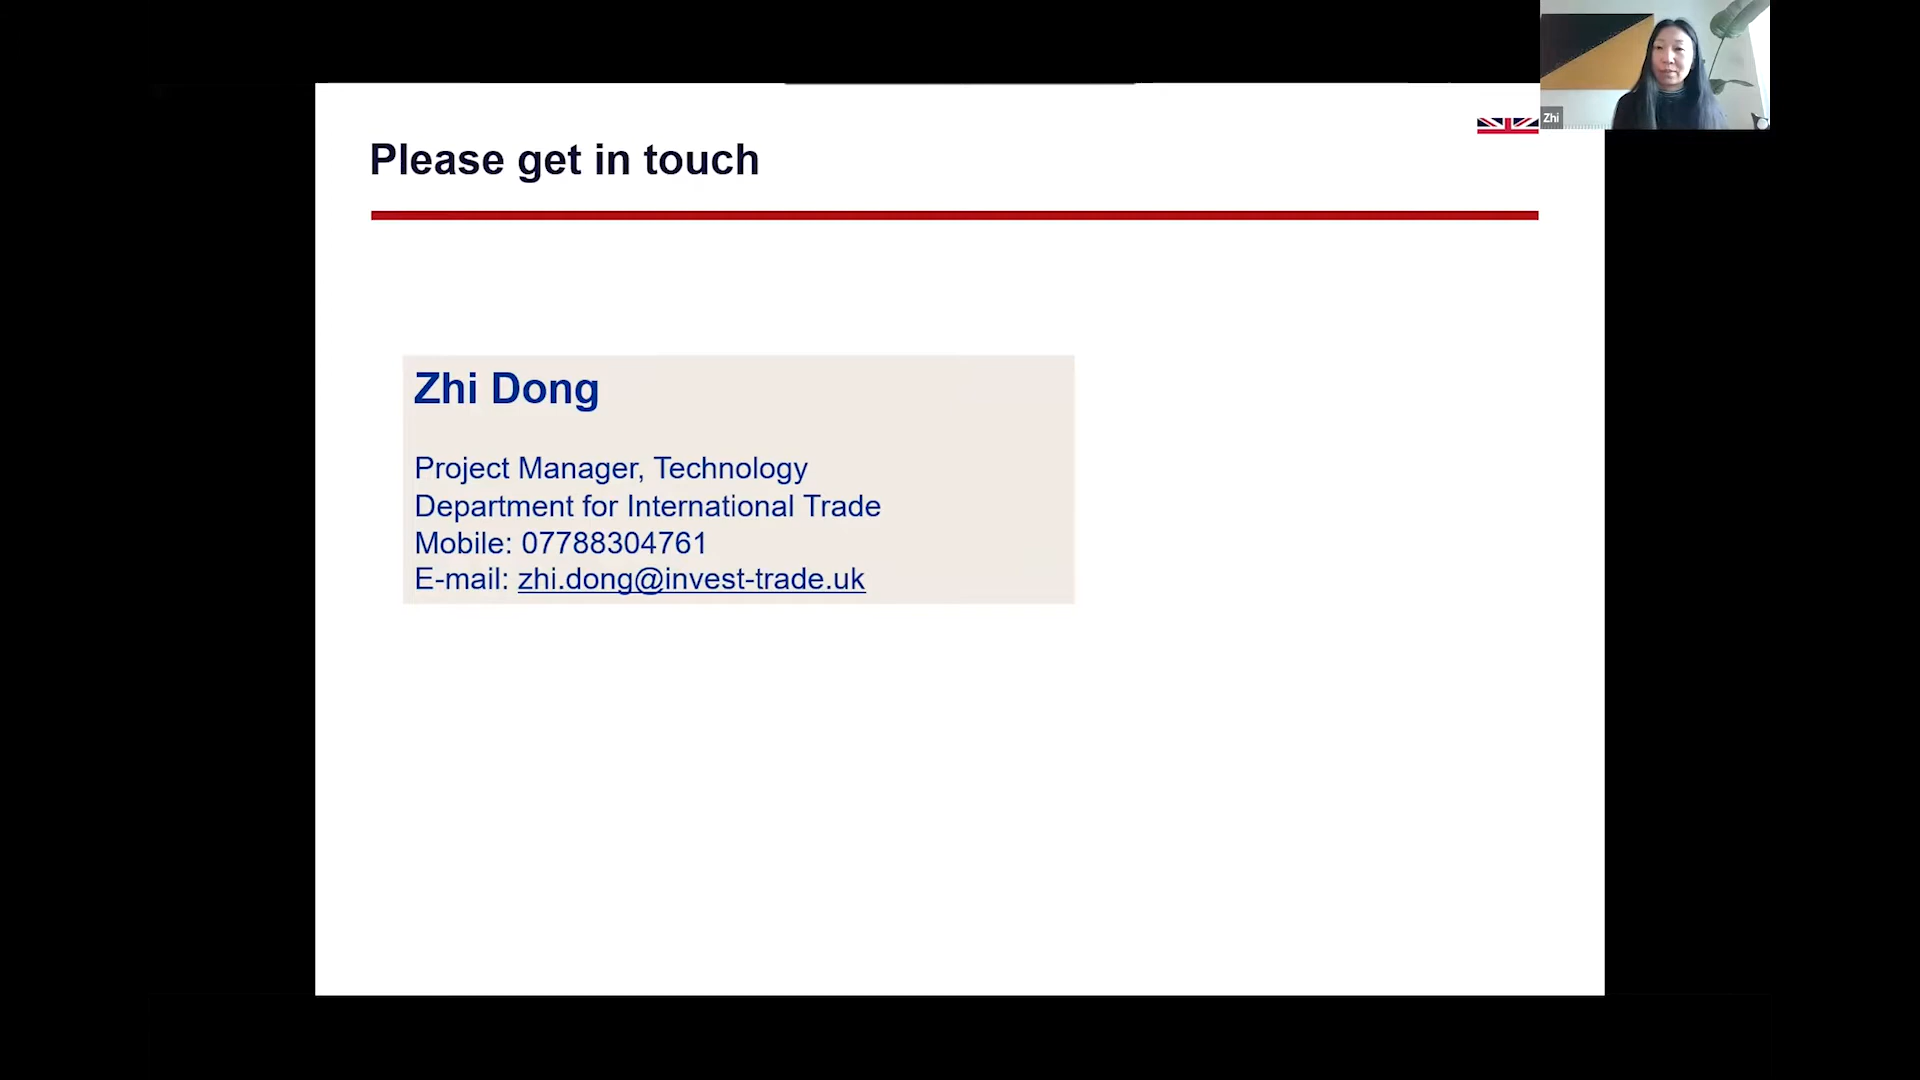 Zhi
Please get in touch
Zhi Dong
Project Manager, Technology
Department for International Trade
Mobile: 07788304761
E-mail: zhi.dong@invest-trade.uk